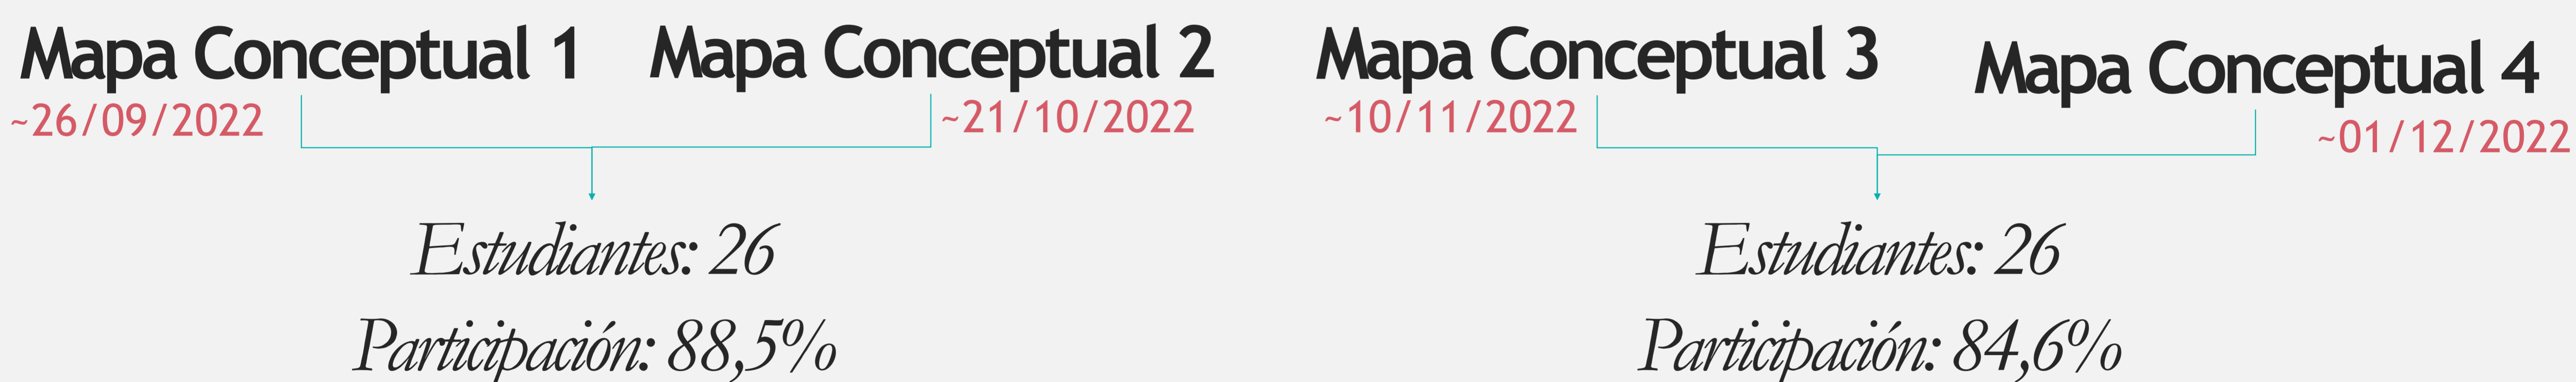 Mapa Conceptual 1
~26/09/2022
Mapa Conceptual 2
~21/10/2022
Estudiantes: 26
Participación: 88,5%
Mapa Conceptual 3
~10/11/2022
Mapa Conceptual 4
~01/12/2022
Estudiantes: 26
Participación: 84,6%